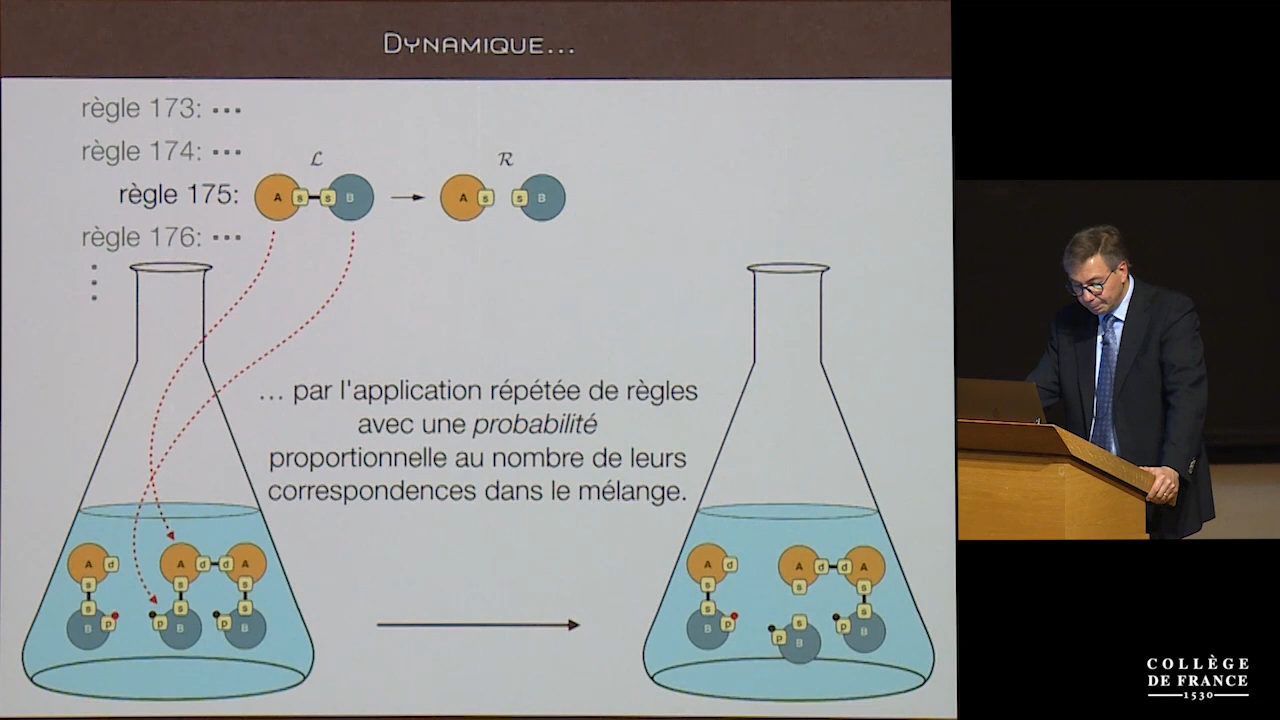 DYNAMIQUE...
règle 173: ...
règle 174: ...
ℒ ℛ
règle 175: A s s B A s s B
règle 176: ...
... par l'application répétée de règles
avec une probabilité
proportionnelle au nombre de leurs
correspondences dans le mélange.
A d A d d A A d A d d A
s s s s s s
s s s s s s
B p p B p B B p p B p B
COLLÈGE
DE FRANCE
1530